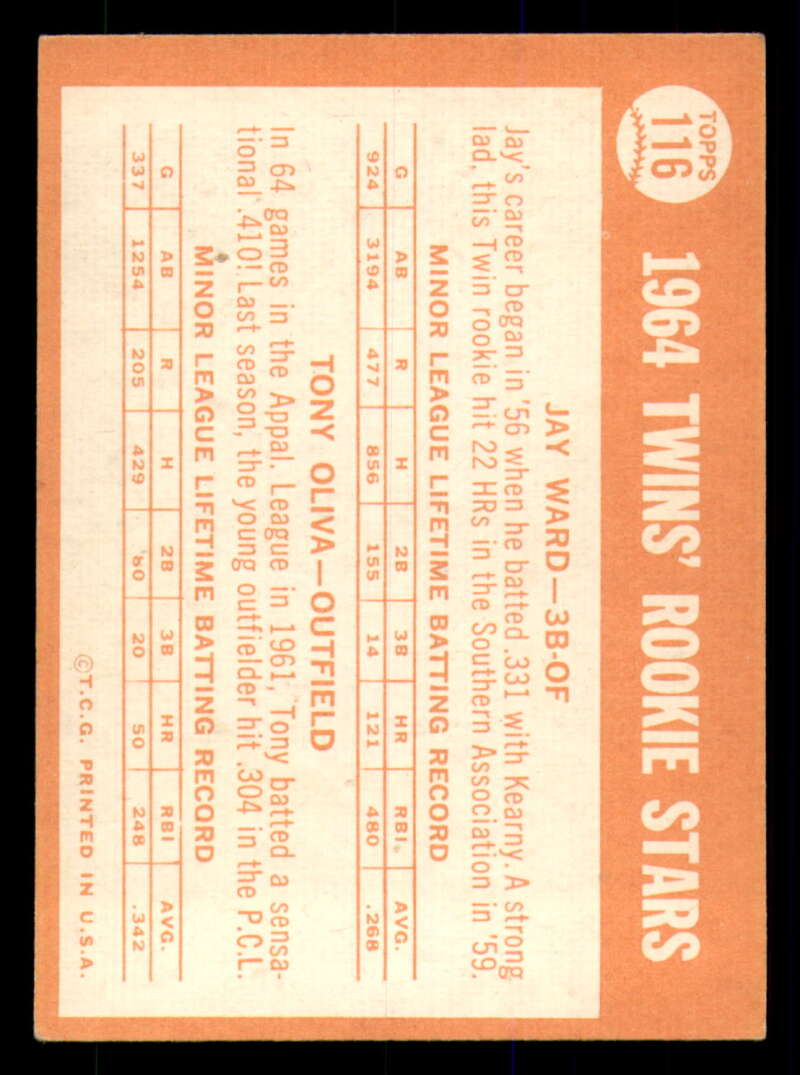 TOPPS
116
1964 TWINS' ROOKIE STARS
JAY WARD—3B-OF
Jay's career began in '56 when he batted .331 with Kearny. A strong
lad, this Twin rookie hit 22 HRs in the Southern Association in '59.
MINOR LEAGUE LIFETIME BATTING RECORD
G AB R H 2B 3B HR RBI. AVG.
924 3194 477 856 155 14 121 480 .268
TONY OLIVA—OUTFIELD
In 64 games in the Appal. League in 1961, Tony batted a sensa-
tional .410! Last season, the young outfielder hit .304 in the P.C.L.
MINOR LEAGUE LIFETIME BATTING RECORD
G AB R H 2B 3B HR RBI AVG.
337 1254 205 429 60 20 50 248 .342
©T.C.G. PRINTED IN U.S.A.